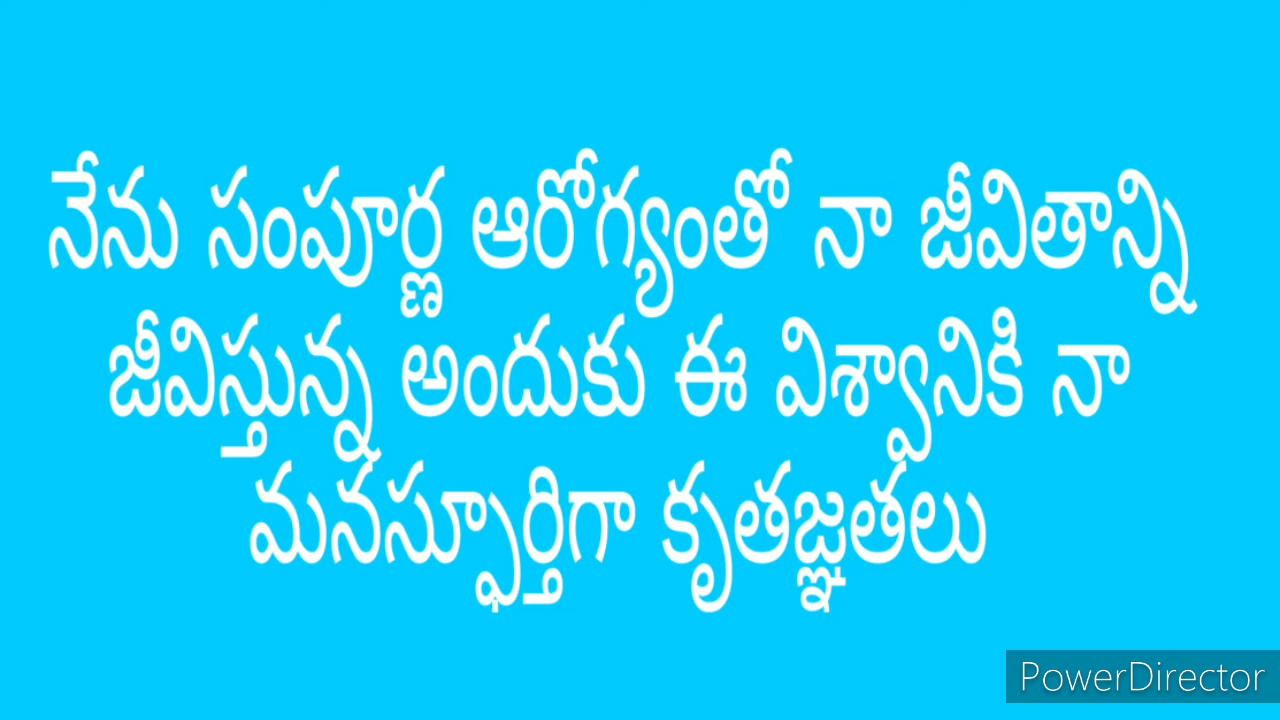 నేను సంపూర్ణ ఆరోగ్యంతో నా జీవితాన్ని
జీవిస్తున్న అందుకు ఈ విశ్వానికి నా
మనస్ఫూర్తిగా కృతజ్ఞతలు
PowerDirector